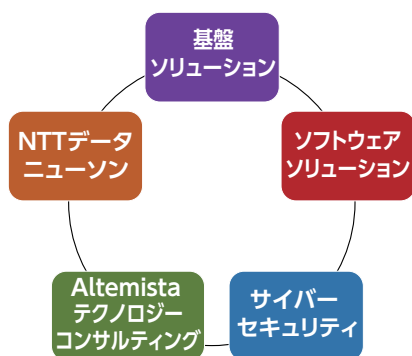 基盤
ソリューション
NTTデータ
ニューソン
ソフトウェア
ソリューション
Altemista
テクノロジー
コンサルティング
サイバー
セキュリティ